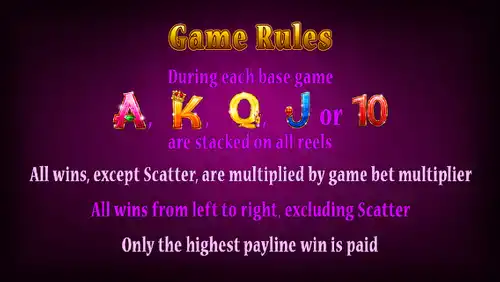 Game Rules
During each base game
A, K, Q, J or 10
are stacked on all reels
All wins, except Scatter, are multiplied by game bet multiplier
All wins from left to right, excluding Scatter
Only the highest payline win is paid